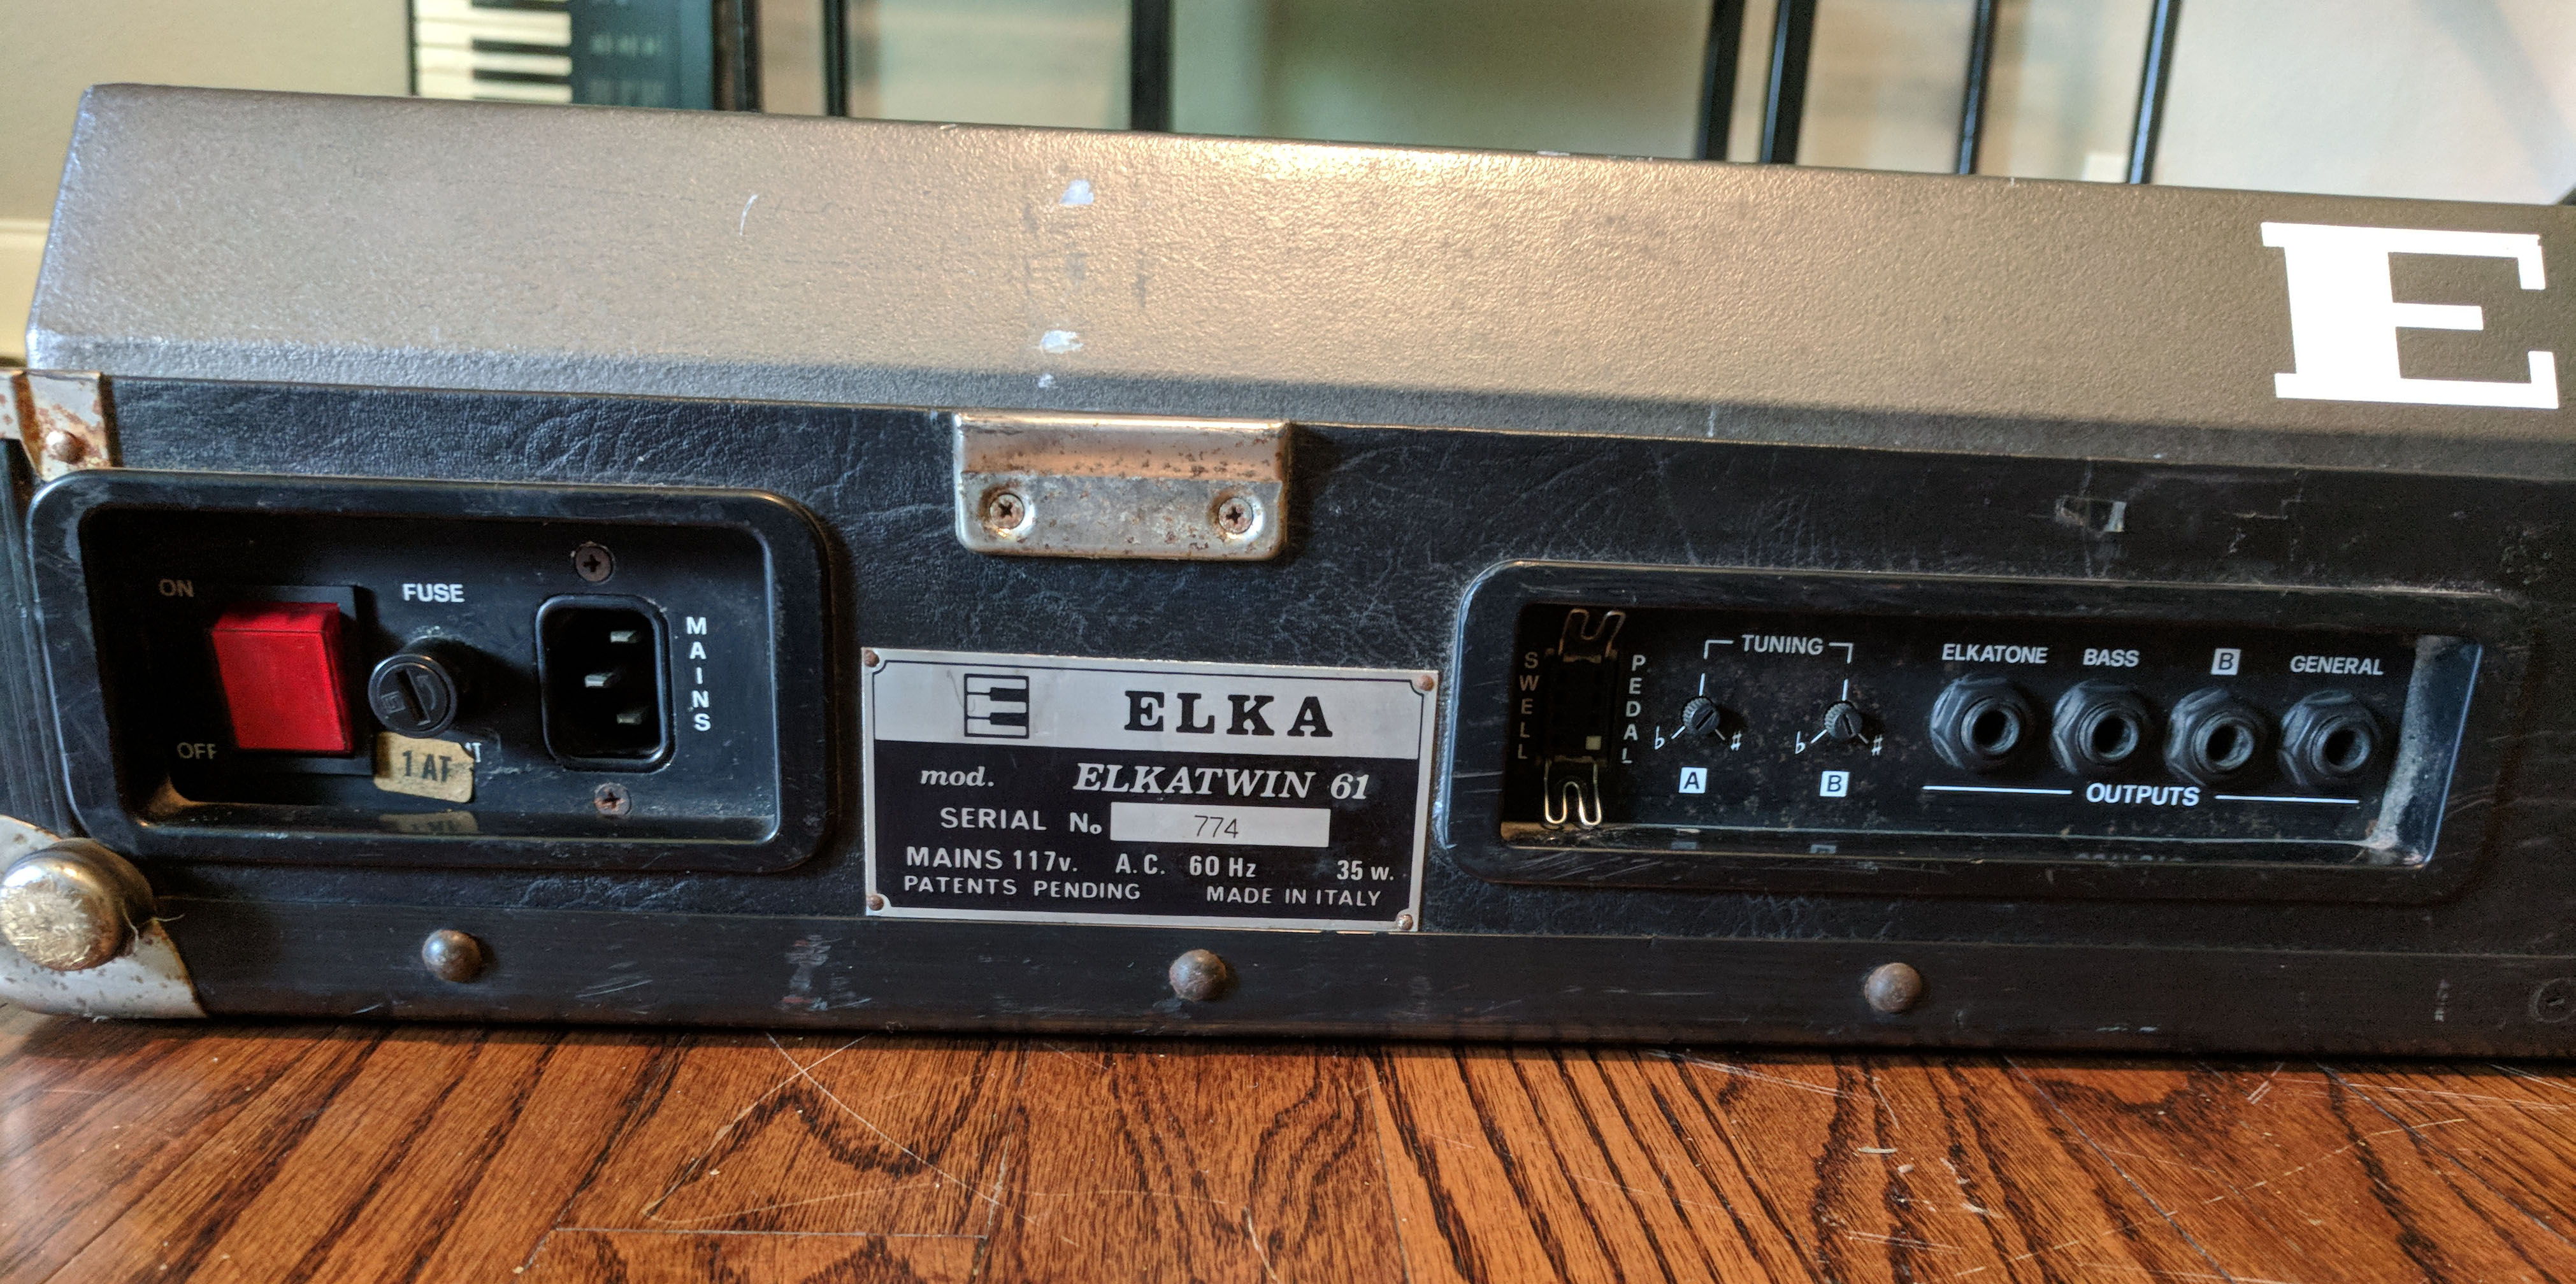 E
ON
FUSE
MAINS
OFF
1 AT
ELKA
mod. ELKATWIN 61
SERIAL No 774
MAINS 117v. A.C. 60 Hz 35 w.
PATENTS PENDING MADE IN ITALY
SWELL PEDAL
TUNING
♭ ♯ ♭ ♯
A B
ELKATONE BASS B GENERAL
OUTPUTS